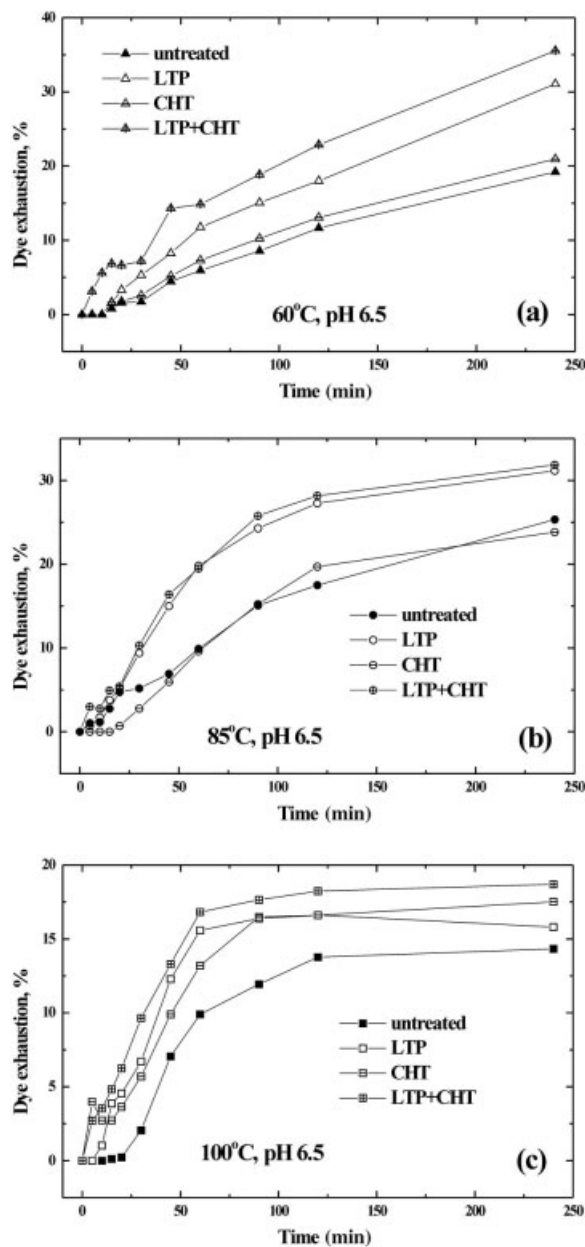 40
30
20
10
0
Dye exhaustion, %
untreated
LTP
CHT
LTP+CHT
60°C, pH 6.5
(a)
0 50 100 150 200 250
Time (min)
30
20
10
0
Dye exhaustion, %
untreated
LTP
CHT
LTP+CHT
85°C, pH 6.5
(b)
0 50 100 150 200 250
Time (min)
20
15
10
5
0
Dye exhaustion, %
untreated
LTP
CHT
LTP+CHT
100°C, pH 6.5
(c)
0 50 100 150 200 250
Time (min)